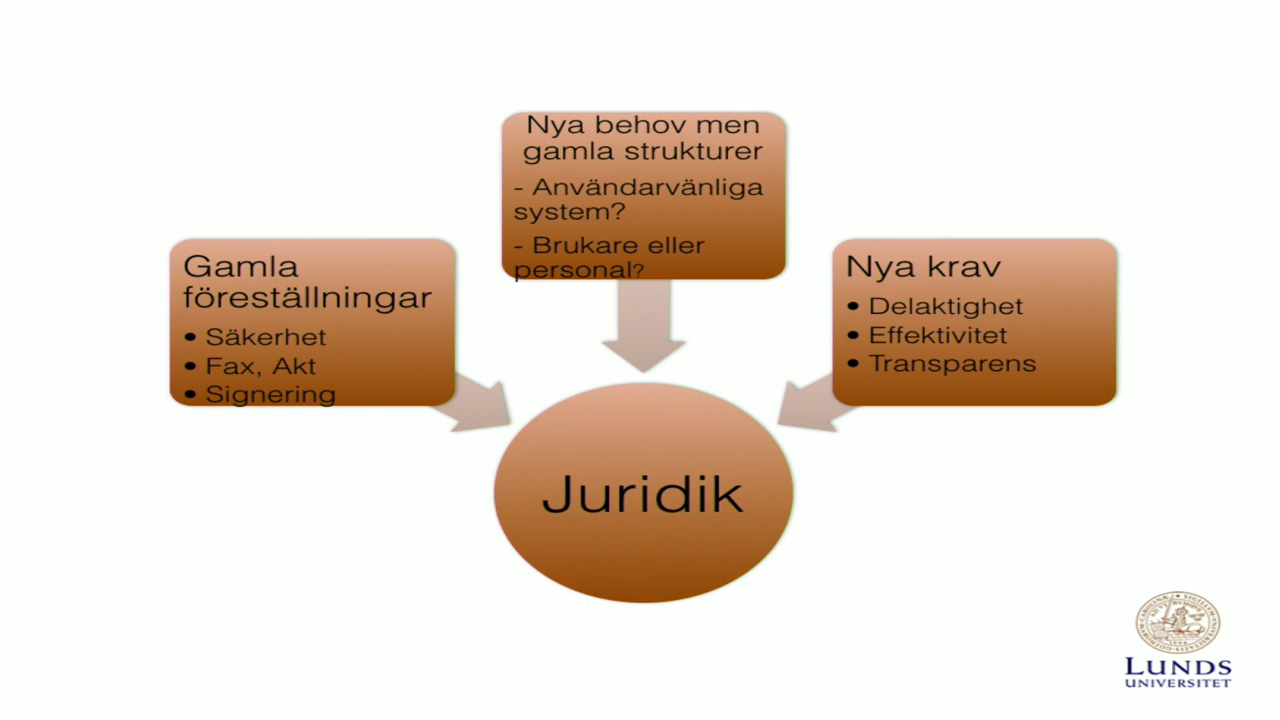 Nya behov men
gamla strukturer
- Användarvänliga
system?
- Brukare eller
personal?
Gamla
föreställningar
• Säkerhet
• Fax, Akt
• Signering
Nya krav
• Delaktighet
• Effektivitet
• Transparens
Juridik
LUNDS
UNIVERSITET